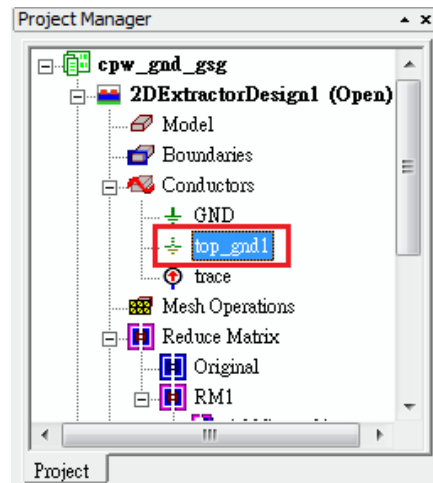 Project Manager
cpw_gnd_gsg
2DExtractorDesign1 (Open)
Model
Boundaries
Conductors
GND
top_gnd1
trace
Mesh Operations
Reduce Matrix
Original
RM1
Project